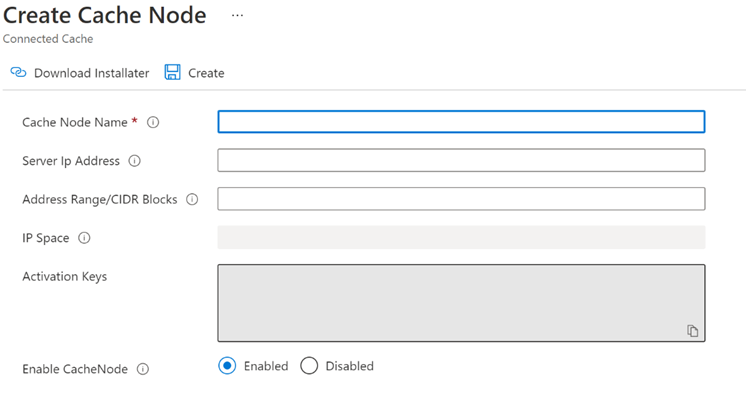 Create Cache Node ...
Connected Cache
Download Installater Create
Cache Node Name *
Server Ip Address
Address Range/CIDR Blocks
IP Space
Activation Keys
Enable CacheNode Enabled Disabled